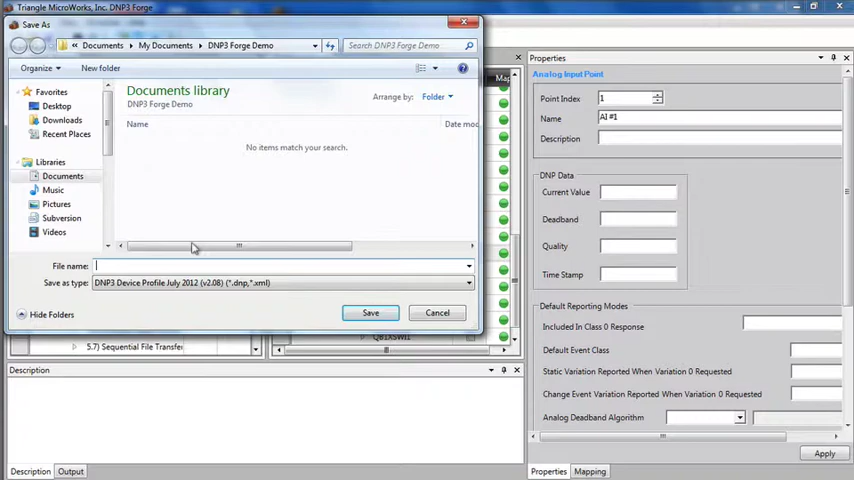 Triangle MicroWorks, Inc. DNP3 Forge
Save As
Documents
My Documents
DNP3 Forge Demo
Search DNP3 Forge Demo
Organize
New folder
Favorites
Desktop
Downloads
Recent Places
Libraries
Documents
Music
Pictures
Subversion
Videos
Documents library
DNP3 Forge Demo
Arrange by: Folder
Name
Date mod
No items match your search.
File name:
Save as type: DNP3 Device Profile July 2012 (v2.08) (*.dnp,*.xml)
Hide Folders
Save
Cancel
Map
5.7) Sequential File Transfer
QB1XSWI1
Description
Description
Output
Properties
Analog Input Point
Point Index 1
Name AI #1
Description
DNP Data
Current Value
Deadband
Quality
Time Stamp
Default Reporting Modes
Included In Class 0 Response
Default Event Class
Static Variation Reported When Variation 0 Requested
Change Event Variation Reported When Variation 0 Requested
Analog Deadband Algorithm
Apply
Properties
Mapping